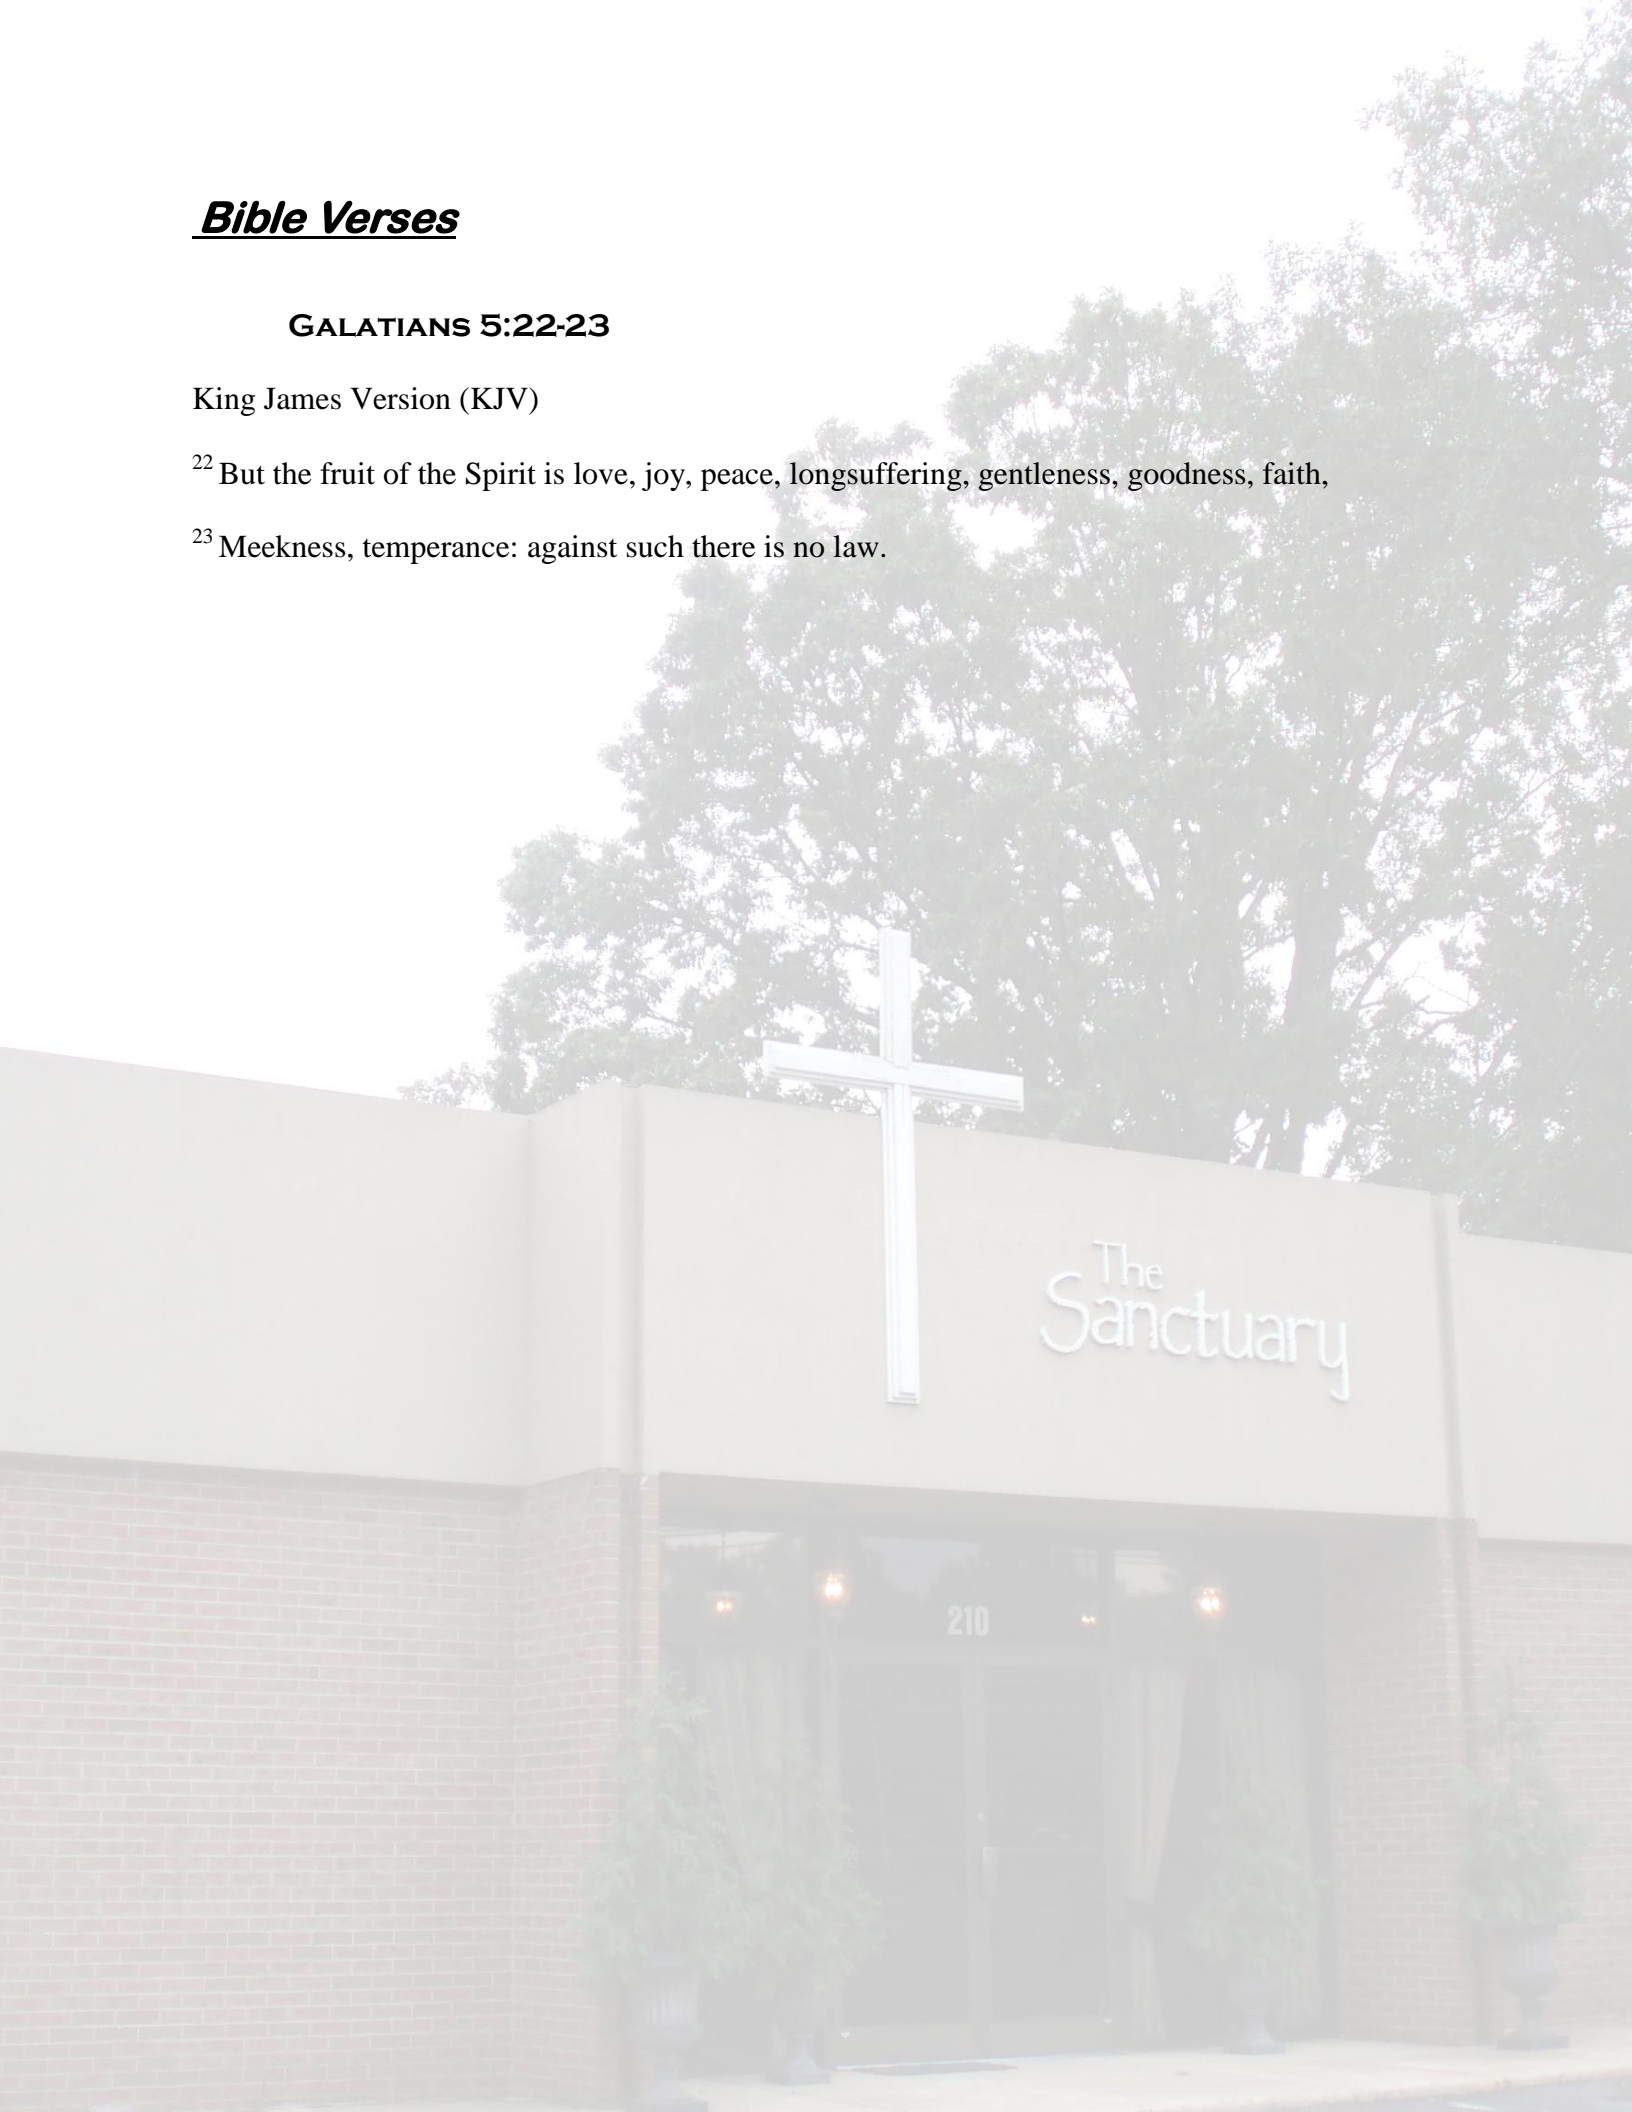 Bible Verses
Galatians 5:22-23
King James Version (KJV)
22 But the fruit of the Spirit is love, joy, peace, longsuffering, gentleness, goodness, faith,
23 Meekness, temperance: against such there is no law.
The
Sanctuary
210